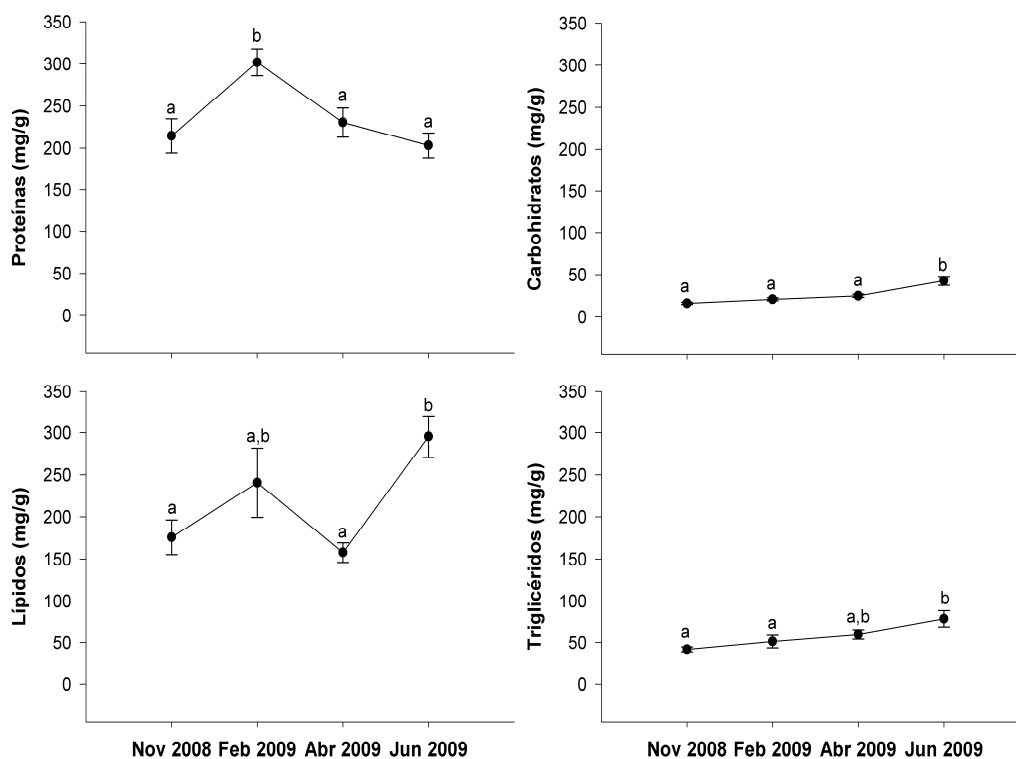 350
300
250
200
150
100
50
0
Proteínas (mg/g)
a
b
a
a
350
300
250
200
150
100
50
0
Carbohidratos (mg/g)
a
a
a
b
350
300
250
200
150
100
50
0
Lípidos (mg/g)
a
a,b
a
b
Nov 2008 Feb 2009 Abr 2009 Jun 2009
350
300
250
200
150
100
50
0
Triglicéridos (mg/g)
a
a
a,b
b
Nov 2008 Feb 2009 Abr 2009 Jun 2009